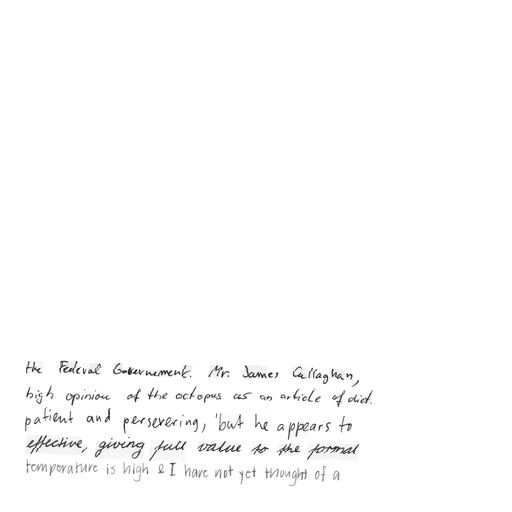 the Federal Governement. Mr. James Callaghan,
high opinion of the octopus as an article of diet.
patient and persevering, 'but he appears to
effective, giving full value to the formal
temperature is high & I have not yet thought of a